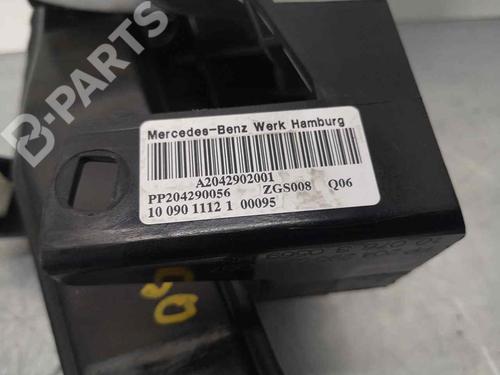 B-PARTS
Mercedes-Benz Werk Hamburg
A2042902001
PP204290056 ZGS008 Q06
10 090 1112 1 00095